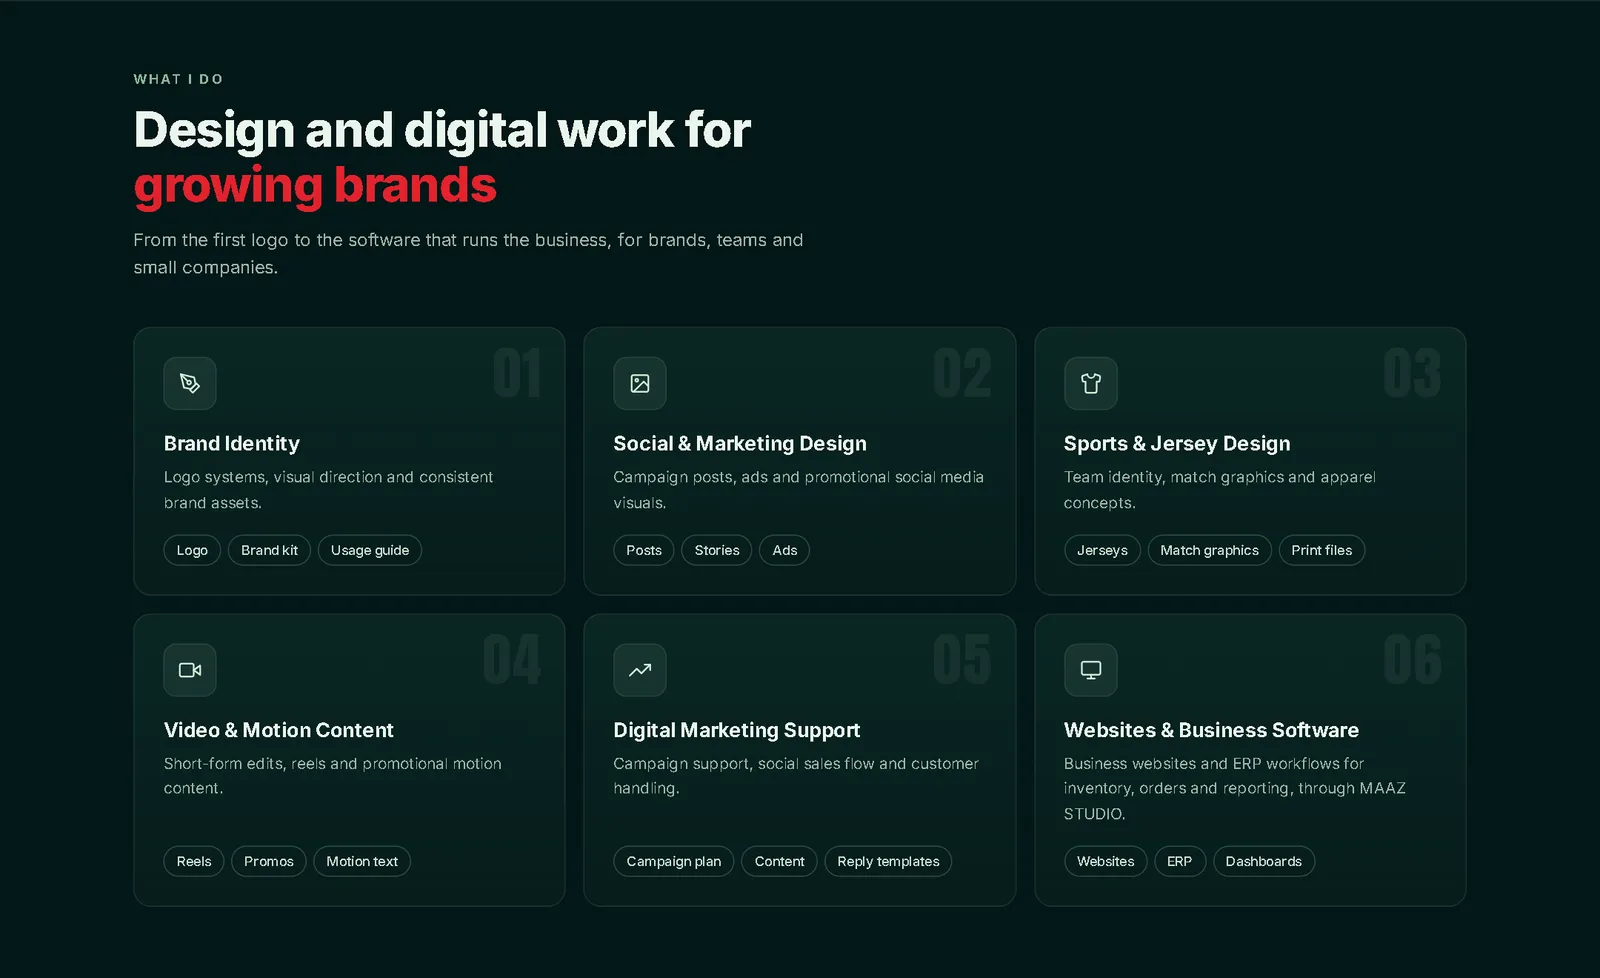 WHAT I DO
Design and digital work for
growing brands
From the first logo to the software that runs the business, for brands, teams and
small companies.
01
Brand Identity
Logo systems, visual direction and consistent
brand assets.
Logo Brand kit Usage guide
02
Social & Marketing Design
Campaign posts, ads and promotional social media
visuals.
Posts Stories Ads
03
Sports & Jersey Design
Team identity, match graphics and apparel
concepts.
Jerseys Match graphics Print files
04
Video & Motion Content
Short-form edits, reels and promotional motion
content.
Reels Promos Motion text
05
Digital Marketing Support
Campaign support, social sales flow and customer
handling.
Campaign plan Content Reply templates
06
Websites & Business Software
Business websites and ERP workflows for
inventory, orders and reporting, through MAAZ
STUDIO.
Websites ERP Dashboards